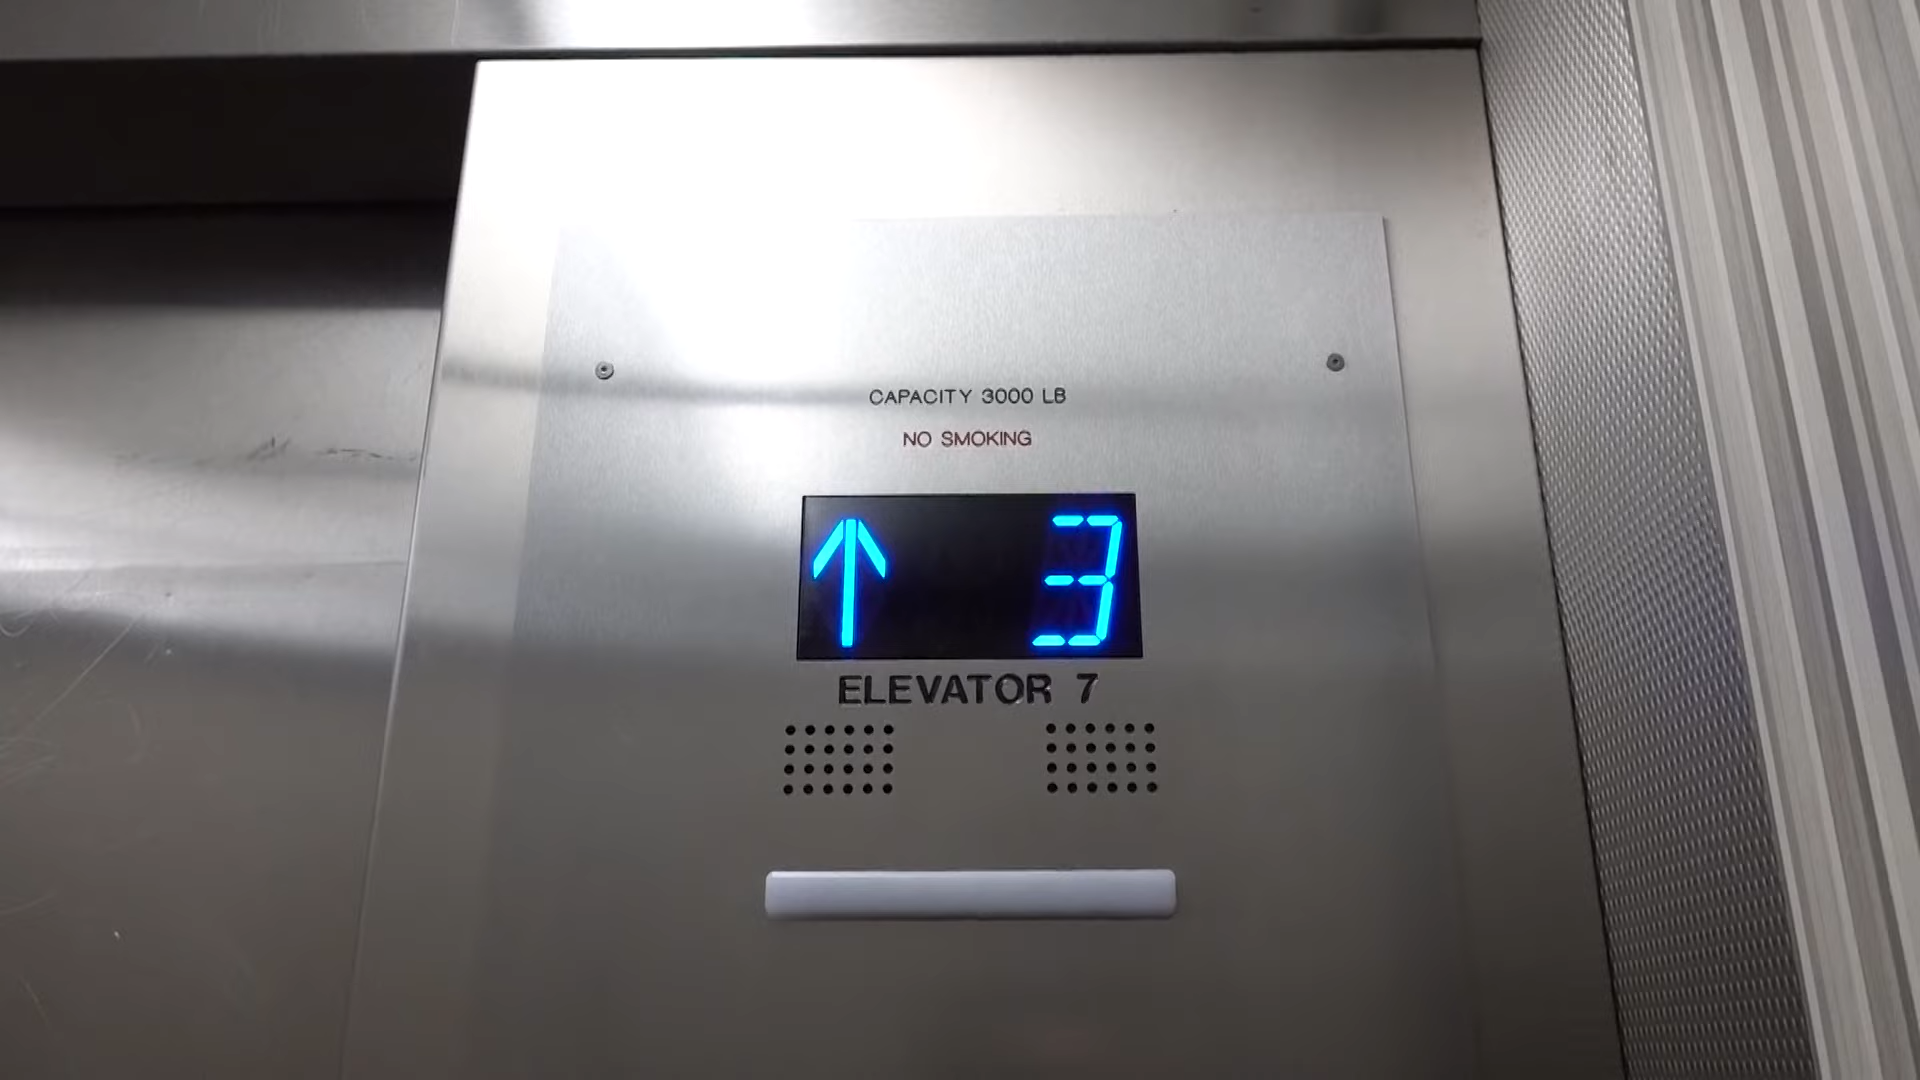 CAPACITY 3000 LB
NO SMOKING
↑ 3
ELEVATOR 7